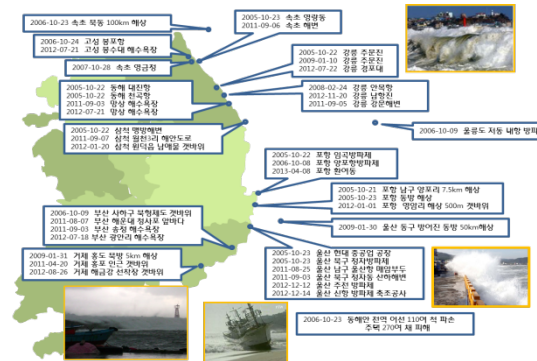 2006-10-23 속초 북동 100km 해상
2005-10-23 속초 영랑동
2011-09-06 속초 해변
2006-10-24 고성 봉포항
2012-07-21 고성 봉수대 해수욕장
2007-10-28 속초 영금정
2005-10-22 강릉 주문진
2009-01-10 강릉 주문진
2012-07-22 강릉 경포대
2005-10-22 동해 대진항
2005-10-22 동해 천곡항
2011-09-03 망상 해수욕장
2012-07-21 망상 해수욕장
2008-02-24 강릉 안목항
2012-11-20 강릉 남항진
2011-09-05 강릉 강문해변
2005-10-22 삼척 맹방해변
2011-09-07 삼척 월천3리 해안도로
2012-01-20 삼척 원덕읍 남애물 갯바위
2006-10-09 울릉도 저동 내항 방파
2005-10-22 포항 임곡방파제
2006-10-08 포항 양포항방파제
2013-04-08 포항 환여동
2005-10-21 포항 남구 양포리 7.5km 해상
2005-10-23 포항 동방 해상
2012-01-01 포항 영암리 해상 500m 갯바위
2006-10-09 부산 사하구 북형제도 갯바위
2011-08-07 부산 해운대 청사포 앞바다
2011-09-03 부산 송정 해수욕장
2012-07-18 부산 광안리 해수욕장
2009-01-30 울산 동구 방어진 동방 50km해상
2009-01-31 거제 홍도 북방 5km 해상
2011-04-20 거제 홍포 인근 갯바위
2012-08-26 거제 해금강 선착장 갯바위
2005-10-23 울산 현대 중공업 공장
2005-10-23 울산 북구 정자방파제
2011-08-25 울산 남구 울산항 매암부두
2011-09-03 울산 북구 정자동 산하해변
2012-12-12 울산 주전 방파제
2012-12-14 울산 신항 방파제 축조공사
2006-10-23 동해안 전역 어선 110여 척 파손
주택 270여 채 피해